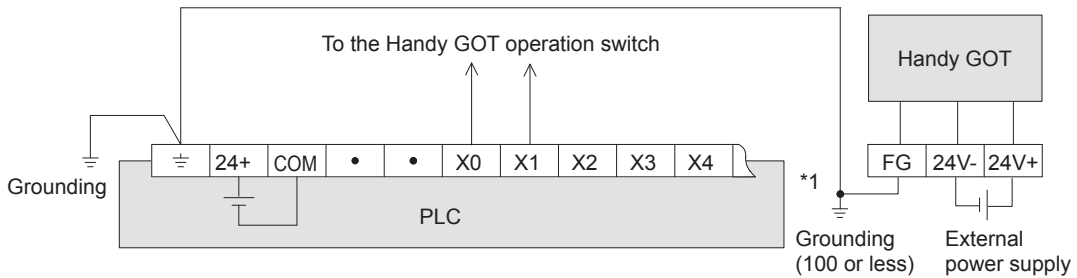 To the Handy GOT operation switch
Handy GOT
24+ COM • • X0 X1 X2 X3 X4
FG 24V- 24V+
Grounding
*1
PLC
Grounding
(100 or less)
External
power supply